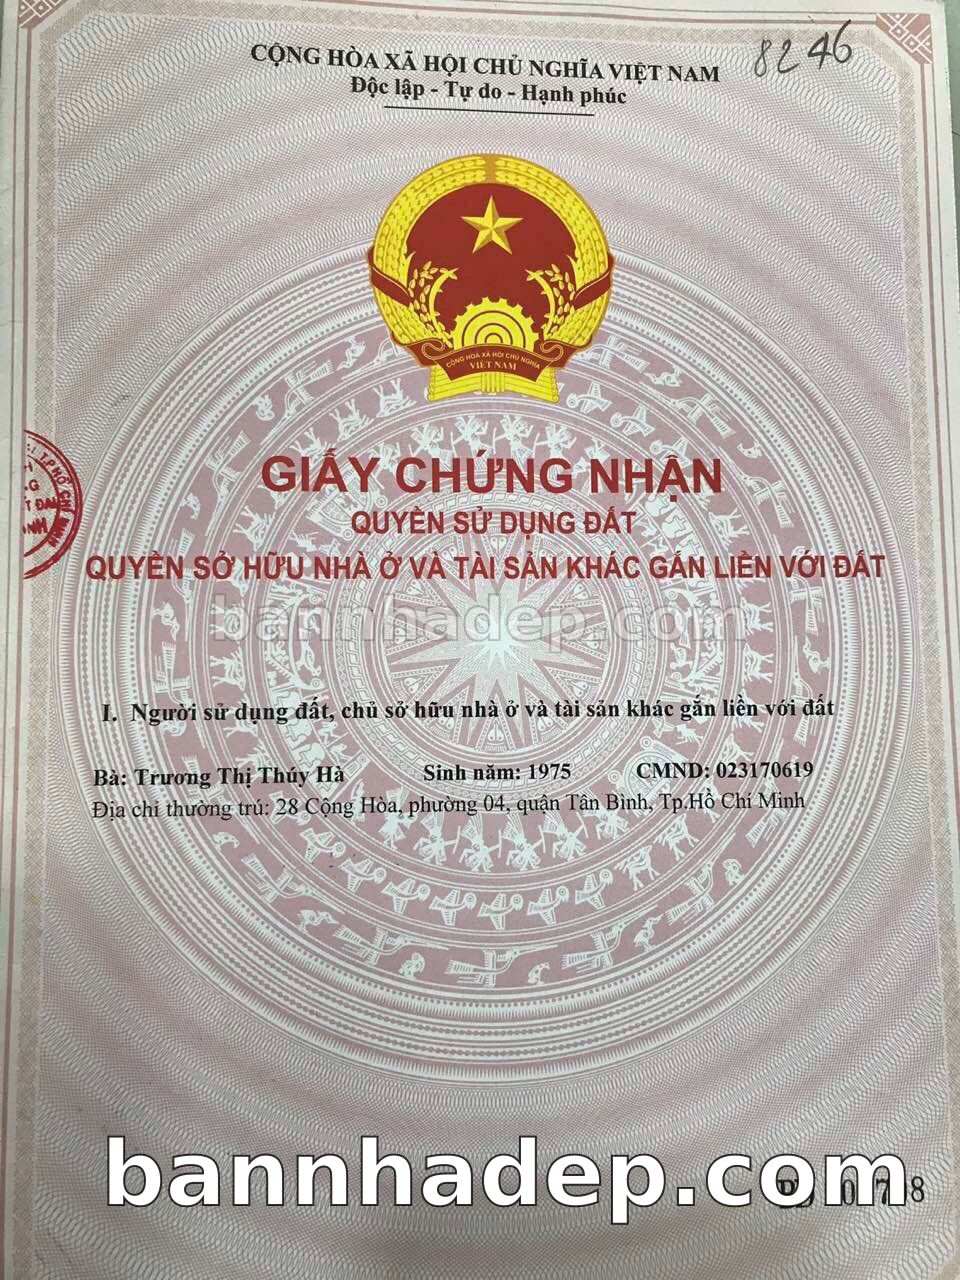 8246
CỘNG HÒA XÃ HỘI CHỦ NGHĨA VIỆT NAM
Độc lập - Tự do - Hạnh phúc
CỘNG HÒA XÃ HỘI CHỦ NGHĨA
VIỆT NAM
TP HỒ CHÍ MINH
GIẤY CHỨNG NHẬN
QUYỀN SỬ DỤNG ĐẤT
QUYỀN SỞ HỮU NHÀ Ở VÀ TÀI SẢN KHÁC GẮN LIỀN VỚI ĐẤT
bannhadep.com
I. Người sử dụng đất, chủ sở hữu nhà ở và tài sản khác gắn liền với đất
Bà: Trương Thị Thúy Hà Sinh năm: 1975 CMND: 023170619
Địa chỉ thường trú: 28 Cộng Hòa, phường 04, quận Tân Bình, Tp.Hồ Chí Minh
bannhadep.com